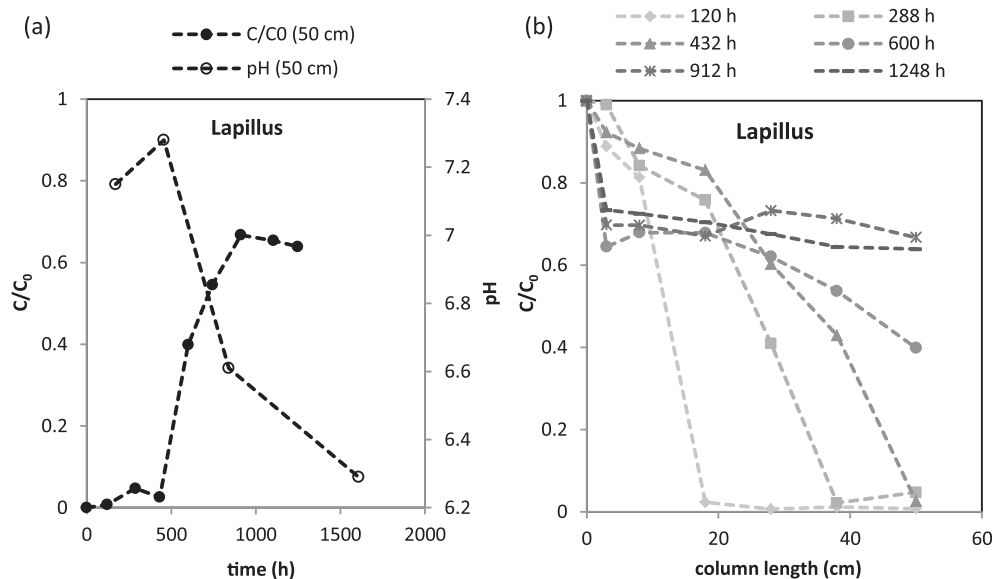 (a)
C/C0 (50 cm)
pH (50 cm)
Lapillus
1
0.8
0.6
0.4
0.2
0
C/C0
7.4
7.2
7
6.8
6.6
6.4
6.2
pH
0 500 1000 1500 2000
time (h)
(b)
120 h 288 h
432 h 600 h
912 h 1248 h
Lapillus
1
0.8
0.6
0.4
0.2
0
C/C0
0 20 40 60
column length (cm)